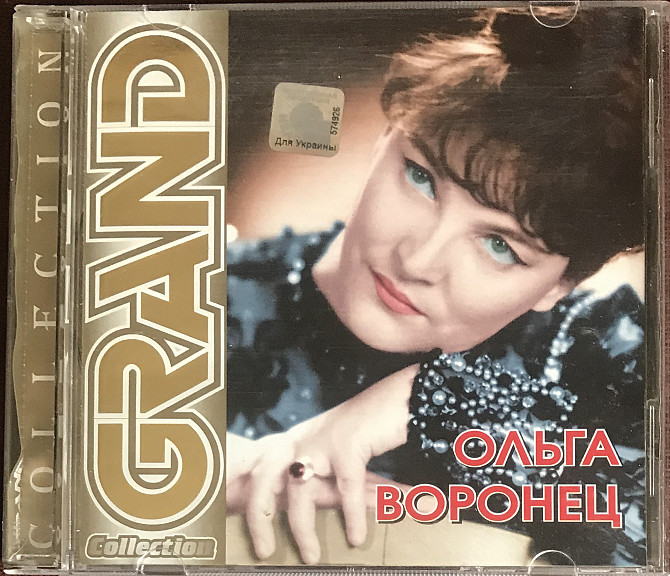 COLLECTION
GRAND
Collection
574926
Для Украины
ОЛЬГА
ВОРОНЕЦ